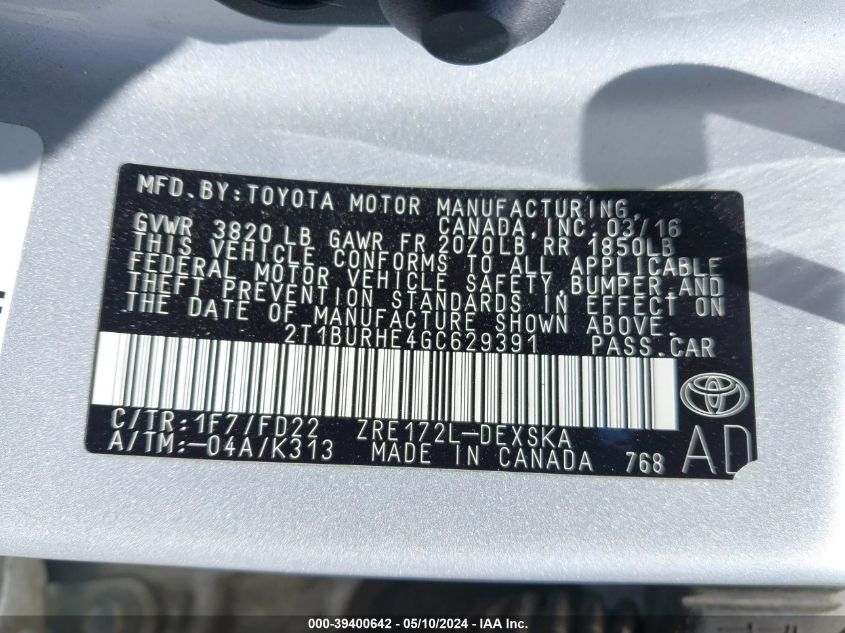 MFD.BY:TOYOTA MOTOR MANUFACTURING,
CANADA, INC. 03/16
GVWR 3820 LB GAWR FR 2070LB, RR 1850LB
THIS VEHICLE CONFORMS TO ALL APPLICABLE
FEDERAL MOTOR VEHICLE SAFETY, BUMPER, AND
THEFT PREVENTION STANDARDS IN EFFECT ON
THE DATE OF MANUFACTURE SHOWN ABOVE.
2T1BURHE4GC629391 PASS.CAR
C/TR:1F7/FD22 ZRE172L-DEXSKA
A/TM:-04A/K313 MADE IN CANADA 768 AD
000-39400642 / 05/10/2024 - IAA Inc.